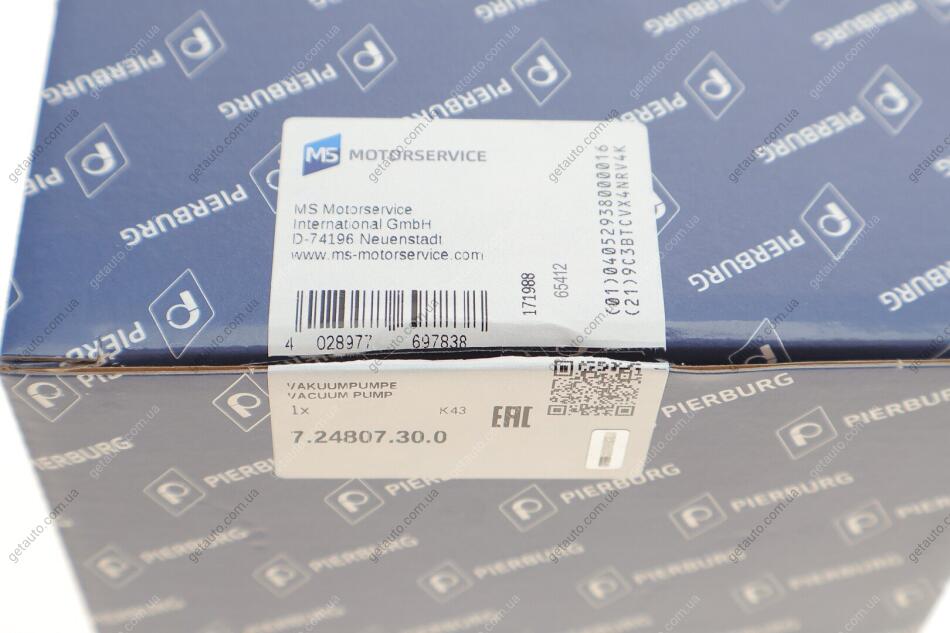 MS MOTORSERVICE
MS Motorservice
International GmbH
D-74196 Neuenstadt
www.ms-motorservice.com
4 028977 697838
171988
65412
(01)04052938000016
(21)9C3BTCVX4NRV4K
VAKUUMPUMPE
VACUUM PUMP
1x K43 EAC
7.24807.30.0
PIERBURG
getauto.com.ua